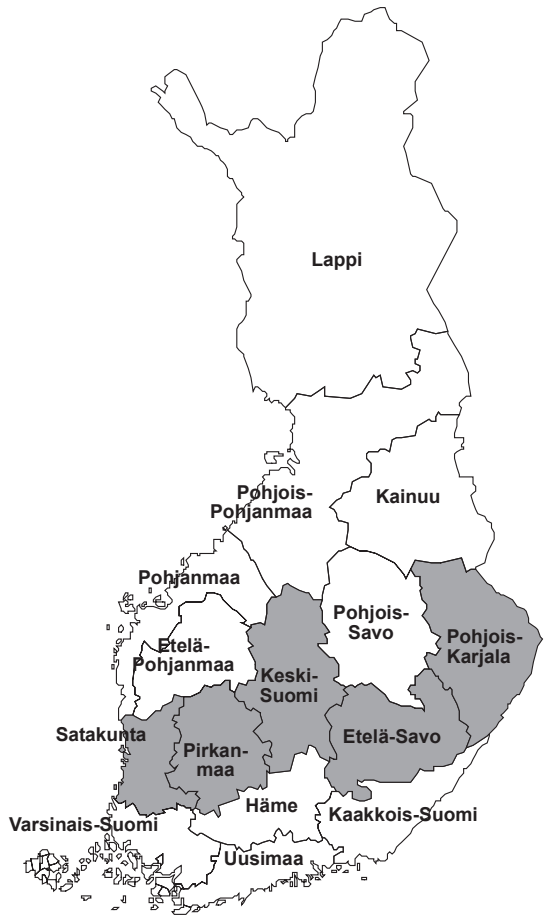 Lappi
Pohjois-
Pohjanmaa
Kainuu
Pohjanmaa
Pohjois-
Savo
Etelä-
Pohjanmaa
Pohjois-
Karjala
Keski-
Suomi
Satakunta
Etelä-Savo
Pirkan-
maa
Häme
Kaakkois-Suomi
Varsinais-Suomi
Uusimaa